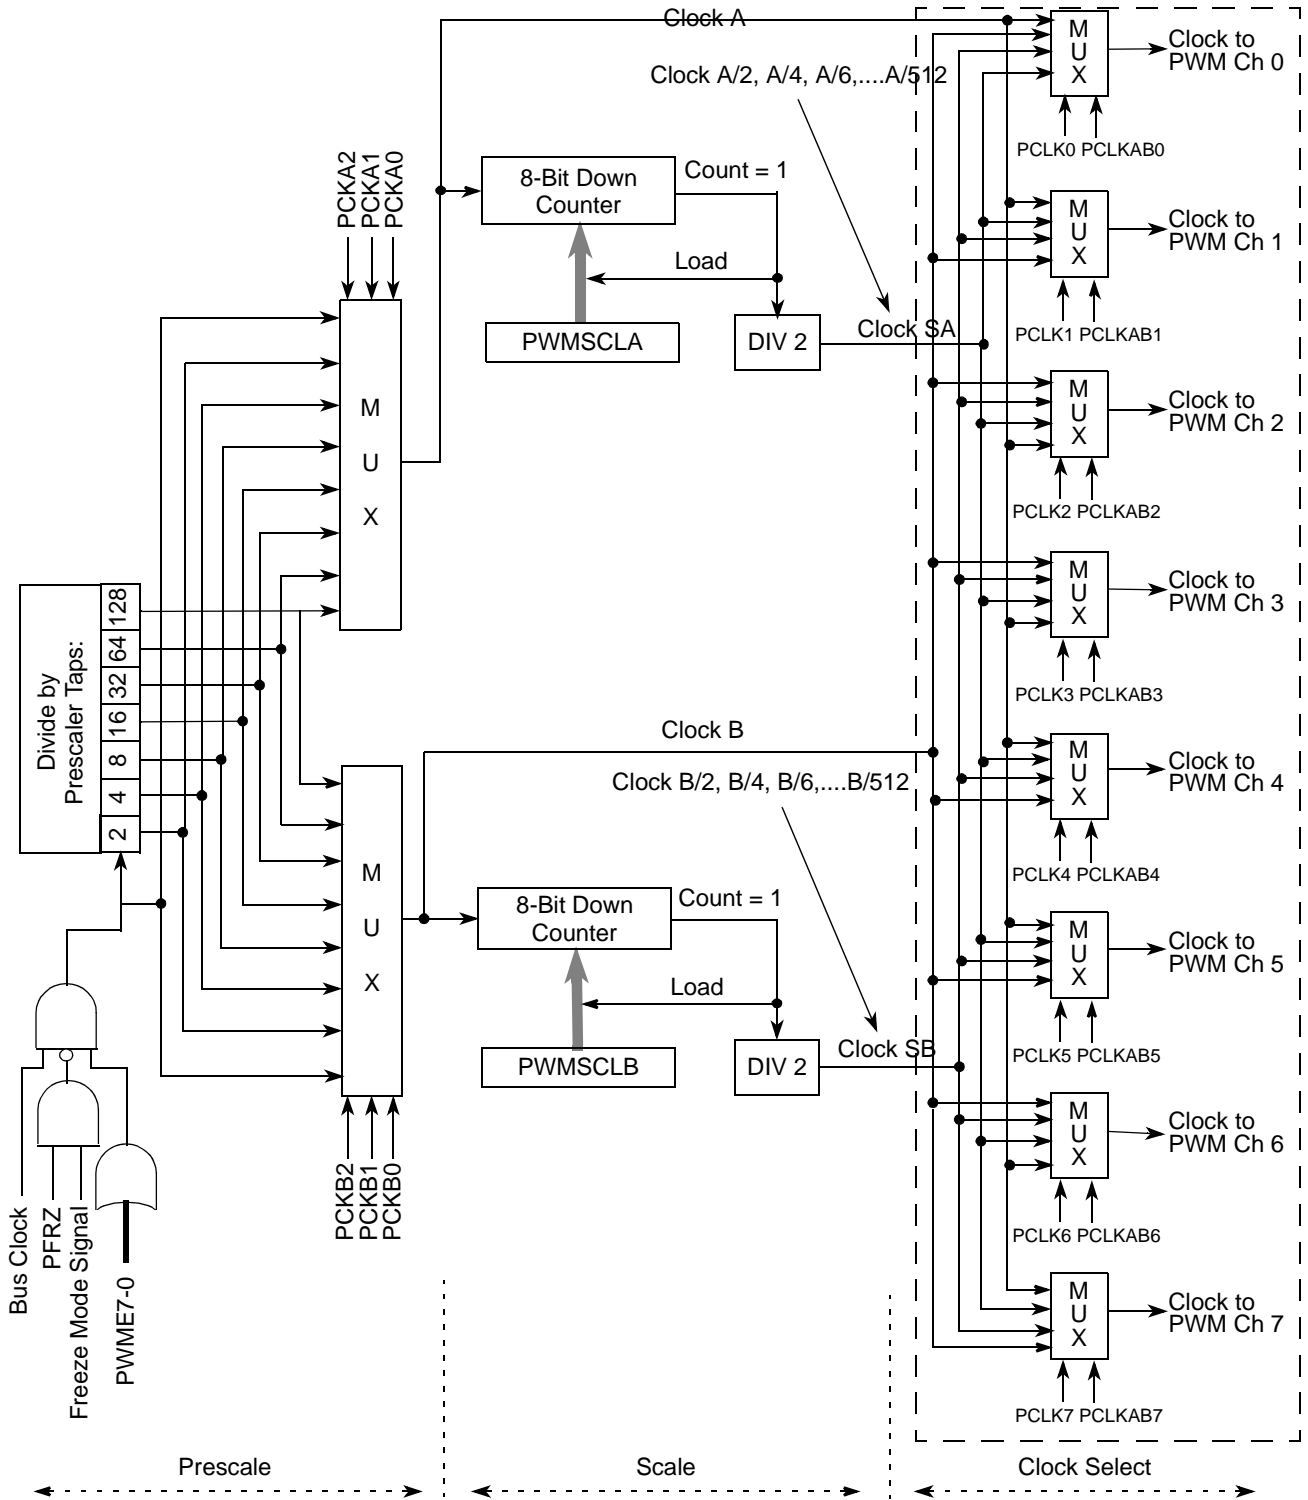 Clock A
Clock A/2, A/4, A/6,....A/512
PCKA2
PCKA1
PCKA0
8-Bit Down
Counter
Count = 1
Load
PWMSCLA
DIV 2
Clock SA
M
U
X
Divide by
Prescaler Taps:
128
64
32
16
8
4
2
Clock B
Clock B/2, B/4, B/6,....B/512
M
U
X
8-Bit Down
Counter
Count = 1
Load
PWMSCLB
DIV 2
Clock SB
PCKB2
PCKB1
PCKB0
Bus Clock
PFRZ
Freeze Mode Signal
PWME7-0
M
U
X
Clock to
PWM Ch 0
PCLK0 PCLKAB0
M
U
X
Clock to
PWM Ch 1
PCLK1 PCLKAB1
M
U
X
Clock to
PWM Ch 2
PCLK2 PCLKAB2
M
U
X
Clock to
PWM Ch 3
PCLK3 PCLKAB3
M
U
X
Clock to
PWM Ch 4
PCLK4 PCLKAB4
M
U
X
Clock to
PWM Ch 5
PCLK5 PCLKAB5
M
U
X
Clock to
PWM Ch 6
PCLK6 PCLKAB6
M
U
X
Clock to
PWM Ch 7
PCLK7 PCLKAB7
Prescale
Scale
Clock Select